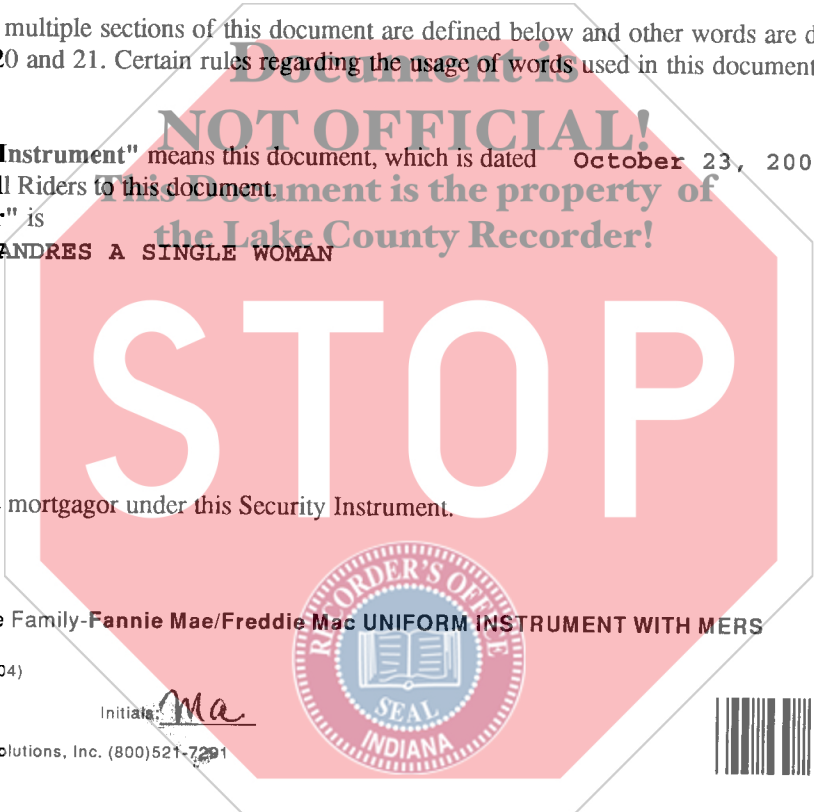 multiple sections of this document are defined below and other words are d
20 and 21. Certain rules regarding the usage of words used in this document
Document is
NOT OFFICIAL!
Instrument" means this document, which is dated October 23, 200
ll Riders to this document.
This Document is the property of
r" is
the Lake County Recorder!
ANDRES A SINGLE WOMAN
STOP
mortgagor under this Security Instrument.
RECORDER'S OFFICE
SEAL
INDIANA
e Family-Fannie Mae/Freddie Mac UNIFORM INSTRUMENT WITH MERS
04)
Initials: Ma
olutions, Inc. (800)521-7291